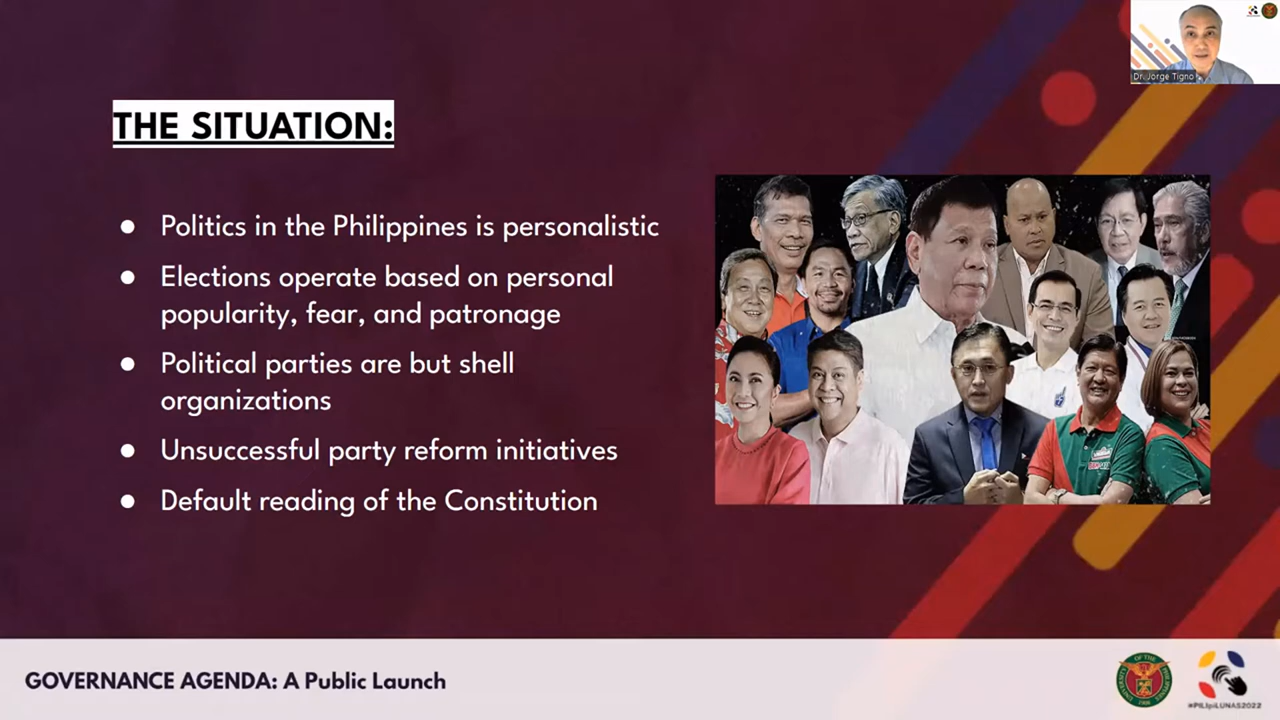 Dr. Jorge Tigno
THE SITUATION:
● Politics in the Philippines is personalistic
● Elections operate based on personal
popularity, fear, and patronage
● Political parties are but shell
organizations
● Unsuccessful party reform initiatives
● Default reading of the Constitution
GOVERNANCE AGENDA: A Public Launch
#PILIpiLUNAS2022